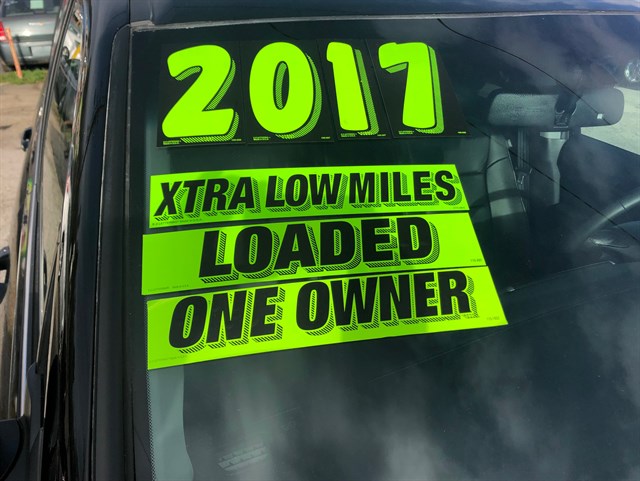 2017
XTRA LOW MILES
LOADED
ONE OWNER